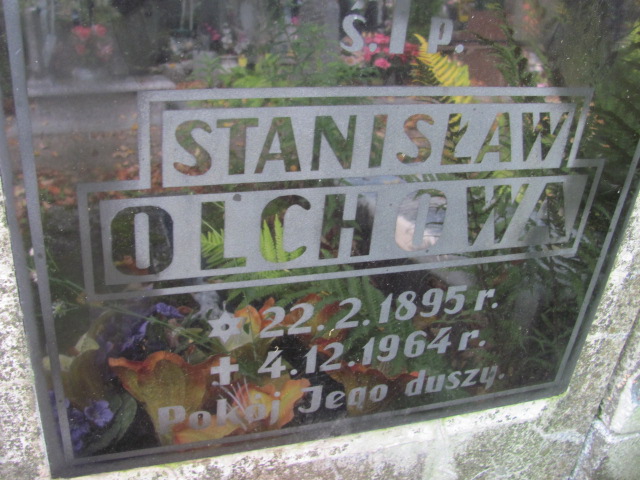 ś. † p.
STANISŁAW
OLCHOWA
* 22. 2. 1895 r.
+ 4. 12. 1964 r.
Pokój Jego duszy.